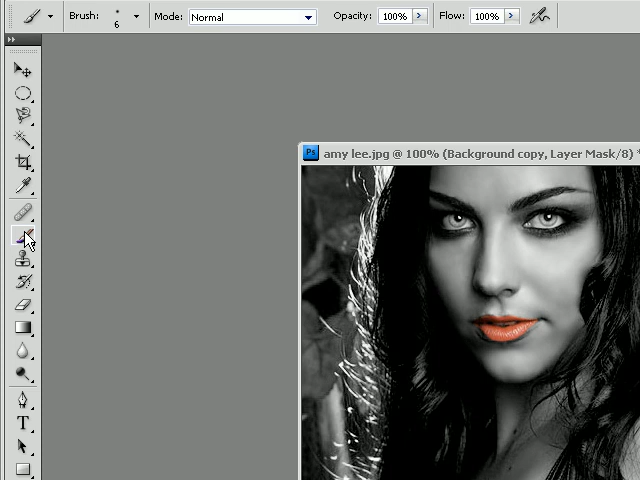 Brush: 6 Mode: Normal Opacity: 100% > Flow: 100% >
Ps amy lee.jpg @ 100% (Background copy, Layer Mask/8) *
T